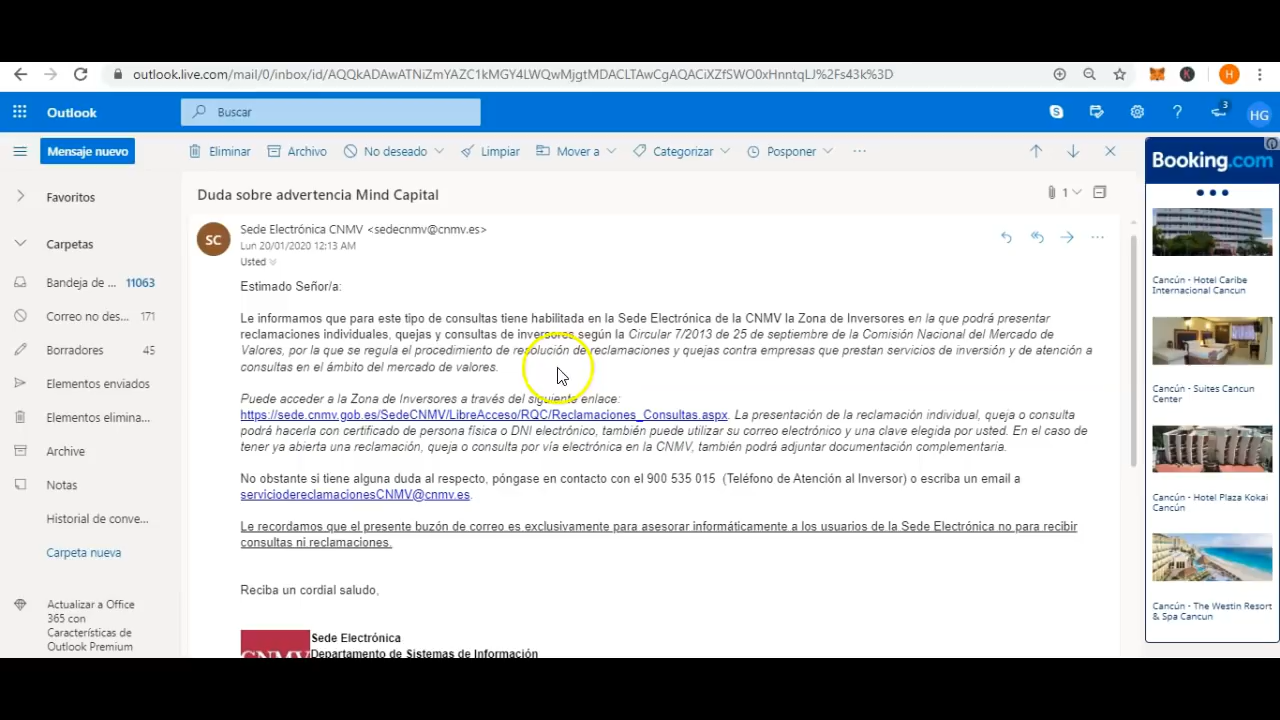 outlook.live.com/mail/0/inbox/id/AQQkADAwATNiZmYAZC1kMGY4LWQwMjgtMDACLTAwCgAQACiXZfSWO0xHnntqLJ%2Fs43k%3D
K
H
Outlook
Buscar
3
HG
Mensaje nuevo
Eliminar
Archivo
No deseado
Limpiar
Mover a
Categorizar
Posponer
Booking.com
Favoritos
Duda sobre advertencia Mind Capital
1
Carpetas
SC
Sede Electrónica CNMV <sedecnmv@cnmv.es>
Lun 20/01/2020 12:13 AM
Usted
Bandeja de ... 11063
Correo no des... 171
Borradores 45
Elementos enviados
Elementos elimina...
Archive
Notas
Historial de conve...
Carpeta nueva
Actualizar a Office
365 con
Características de
Outlook Premium
Estimado Señor/a:
Le informamos que para este tipo de consultas tiene habilitada en la Sede Electrónica de la CNMV la Zona de Inversores en la que podrá presentar
reclamaciones individuales, quejas y consultas de inversores según la Circular 7/2013 de 25 de septiembre de la Comisión Nacional del Mercado de
Valores, por la que se regula el procedimiento de resolución de reclamaciones y quejas contra empresas que prestan servicios de inversión y de atención a
consultas en el ámbito del mercado de valores.
Puede acceder a la Zona de Inversores a través del siguiente enlace:
https://sede.cnmv.gob.es/SedeCNMV/LibreAcceso/RQC/Reclamaciones_Consultas.aspx. La presentación de la reclamación individual, queja o consulta
podrá hacerla con certificado de persona física o DNI electrónico, también puede utilizar su correo electrónico y una clave elegida por usted. En el caso de
tener ya abierta una reclamación, queja o consulta por vía electrónica en la CNMV, también podrá adjuntar documentación complementaria.
No obstante si tiene alguna duda al respecto, póngase en contacto con el 900 535 015 (Teléfono de Atención al Inversor) o escriba un email a
serviciodereclamacionesCNMV@cnmv.es.
Le recordamos que el presente buzón de correo es exclusivamente para asesorar informáticamente a los usuarios de la Sede Electrónica no para recibir
consultas ni reclamaciones.
Reciba un cordial saludo,
CNMV
Sede Electrónica
Departamento de Sistemas de Información
Cancún - Hotel Caribe
Internacional Cancun
Cancún - Suites Cancun
Center
Cancún - Hotel Plaza Kokai
Cancún
Cancún - The Westin Resort
& Spa Cancun